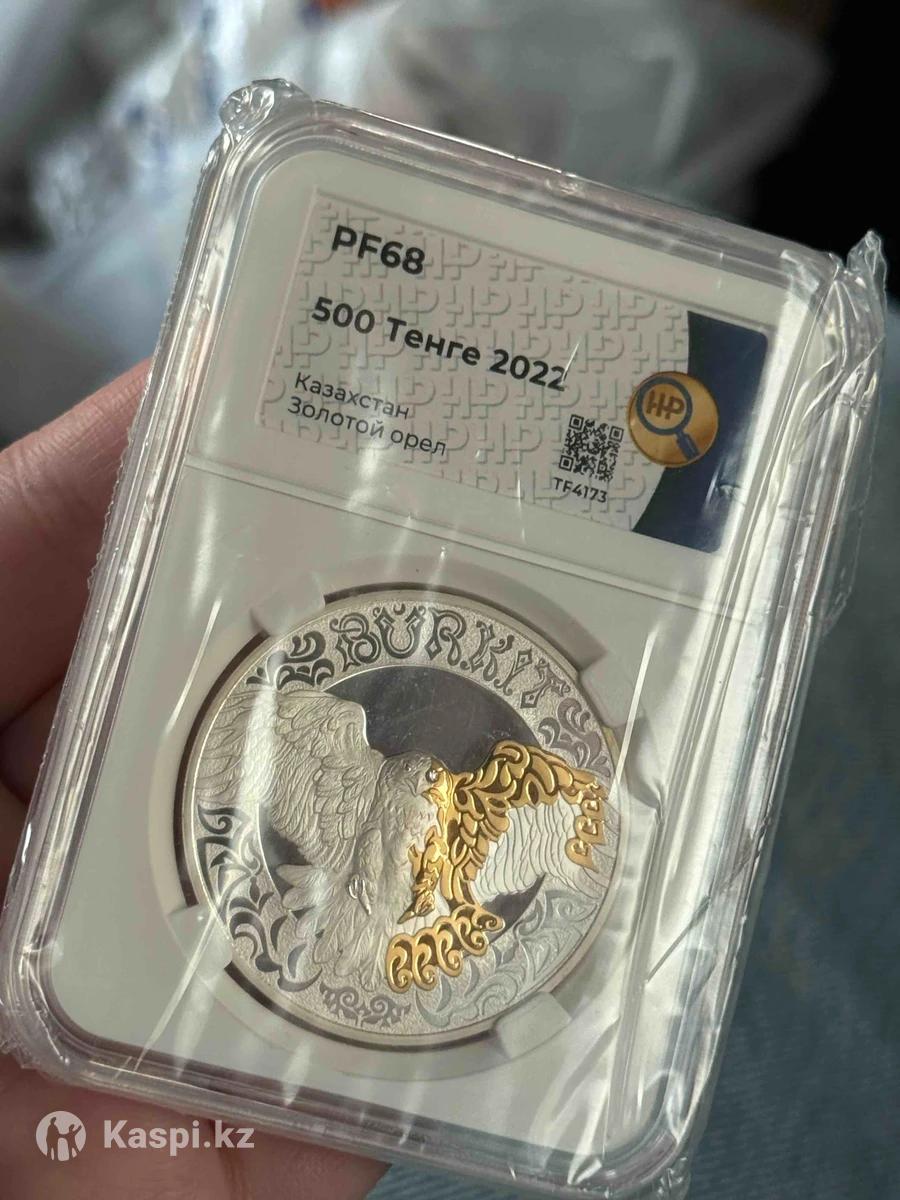 PF68
500 Тенге 2022
Казахстан
Золотой орел
TF4173
BÜRKIT
Kaspi.kz